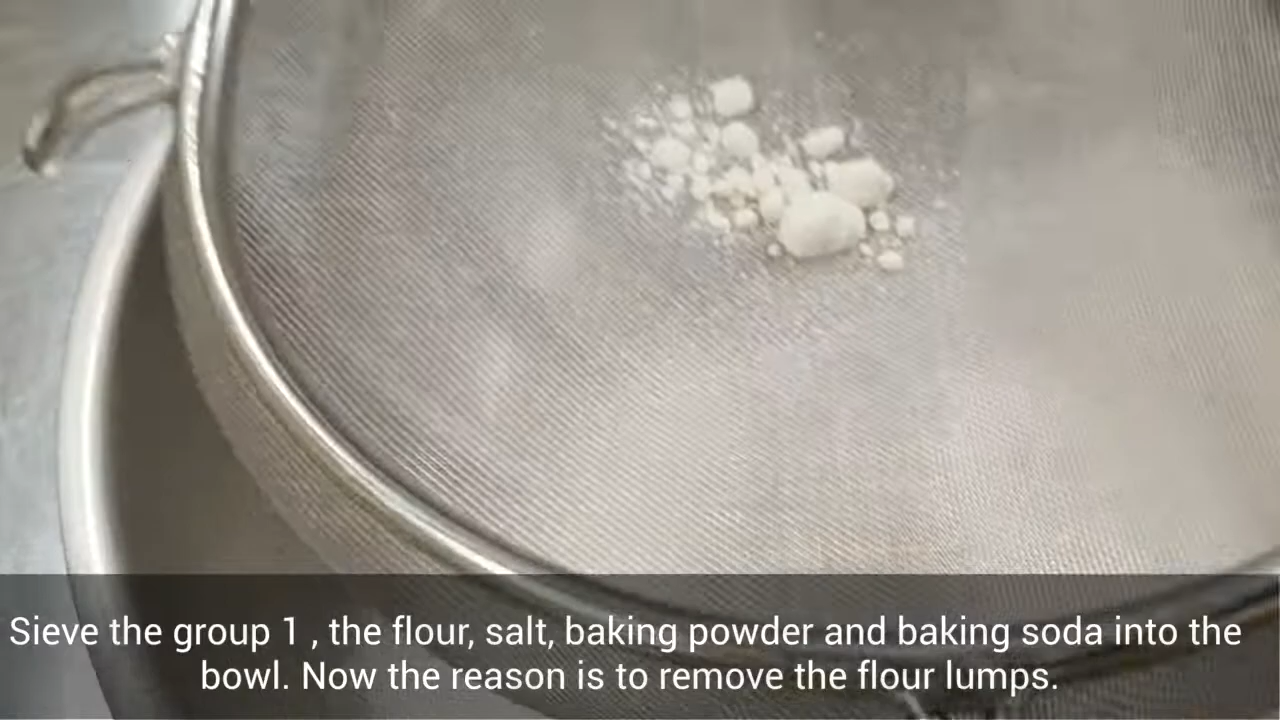 Sieve the group 1 , the flour, salt, baking powder and baking soda into the
bowl. Now the reason is to remove the flour lumps.